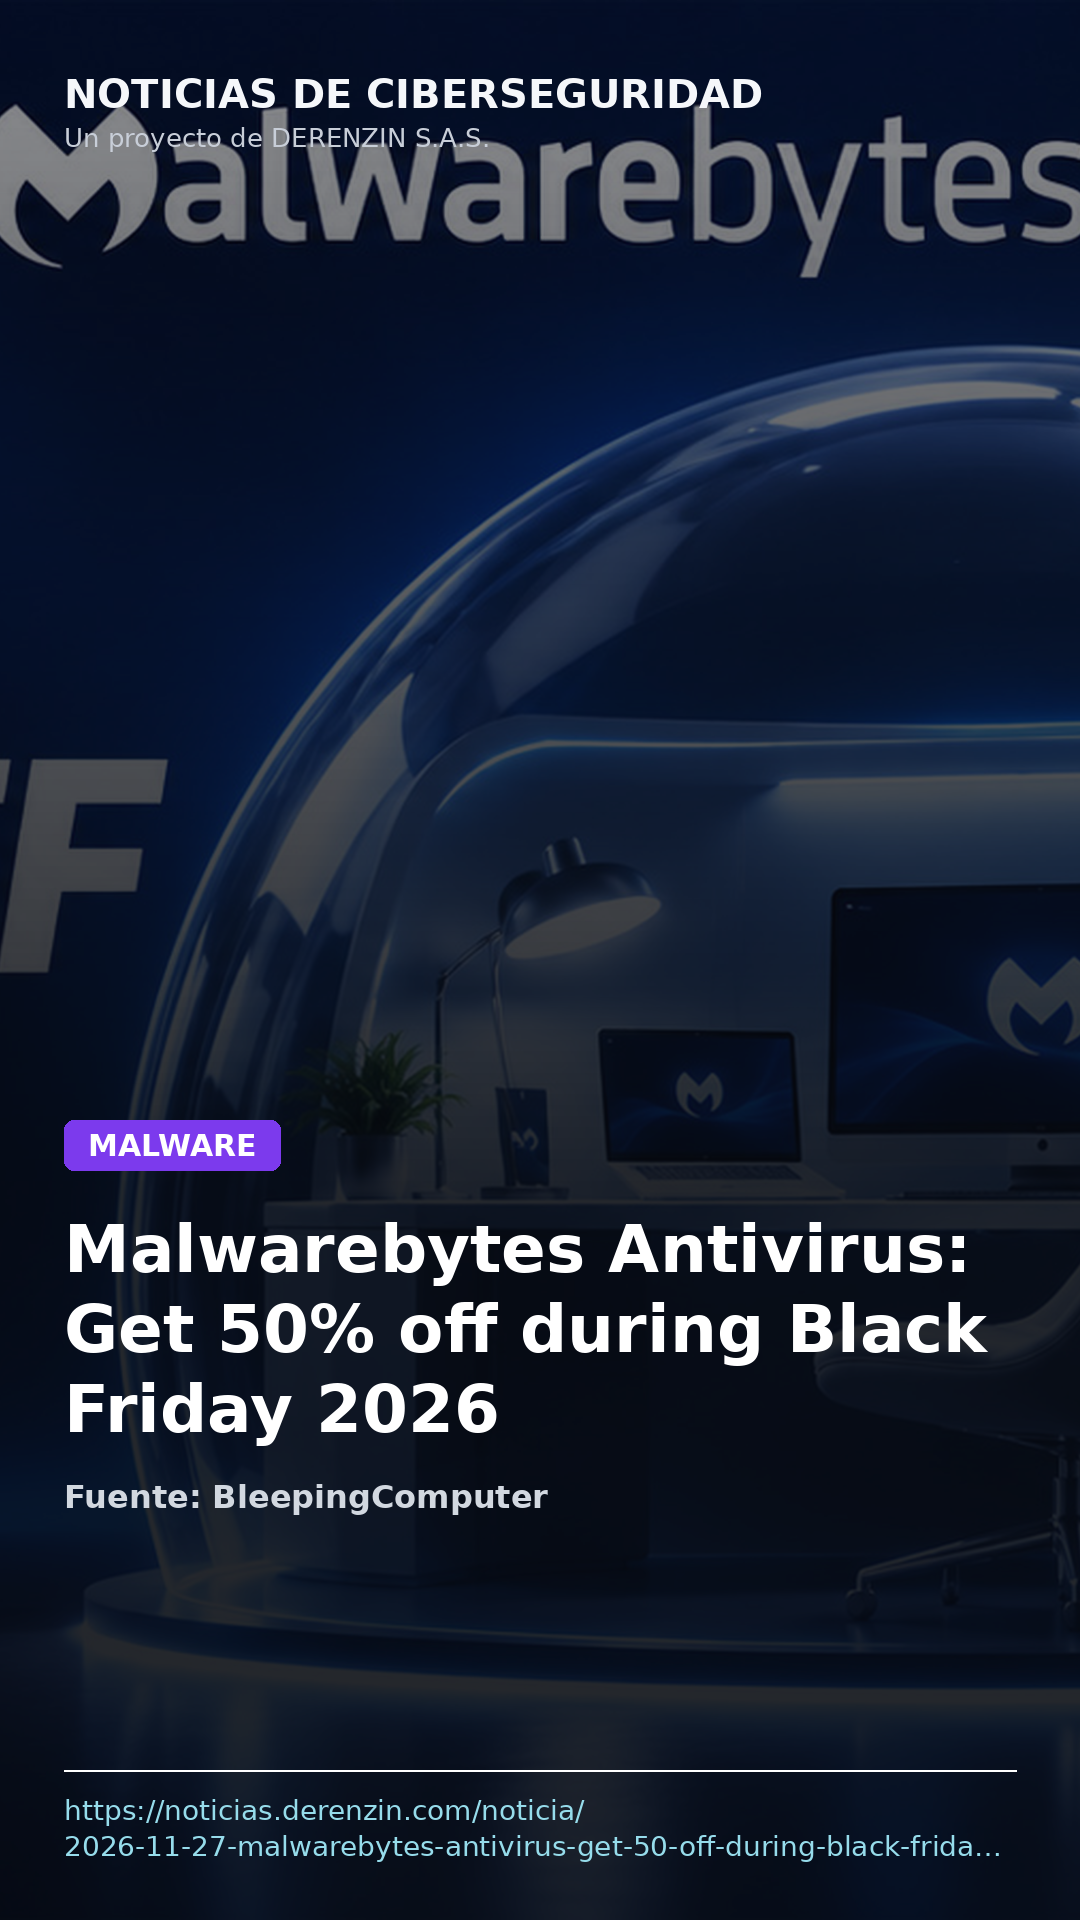 NOTICIAS DE CIBERSEGURIDAD
Un proyecto de DERENZIN S.A.S.
Malwarebytes
FF
MALWARE
Malwarebytes Antivirus:
Get 50% off during Black
Friday 2026
Fuente: BleepingComputer
https://noticias.derenzin.com/noticia/
2026-11-27-malwarebytes-antivirus-get-50-off-during-black-frida...